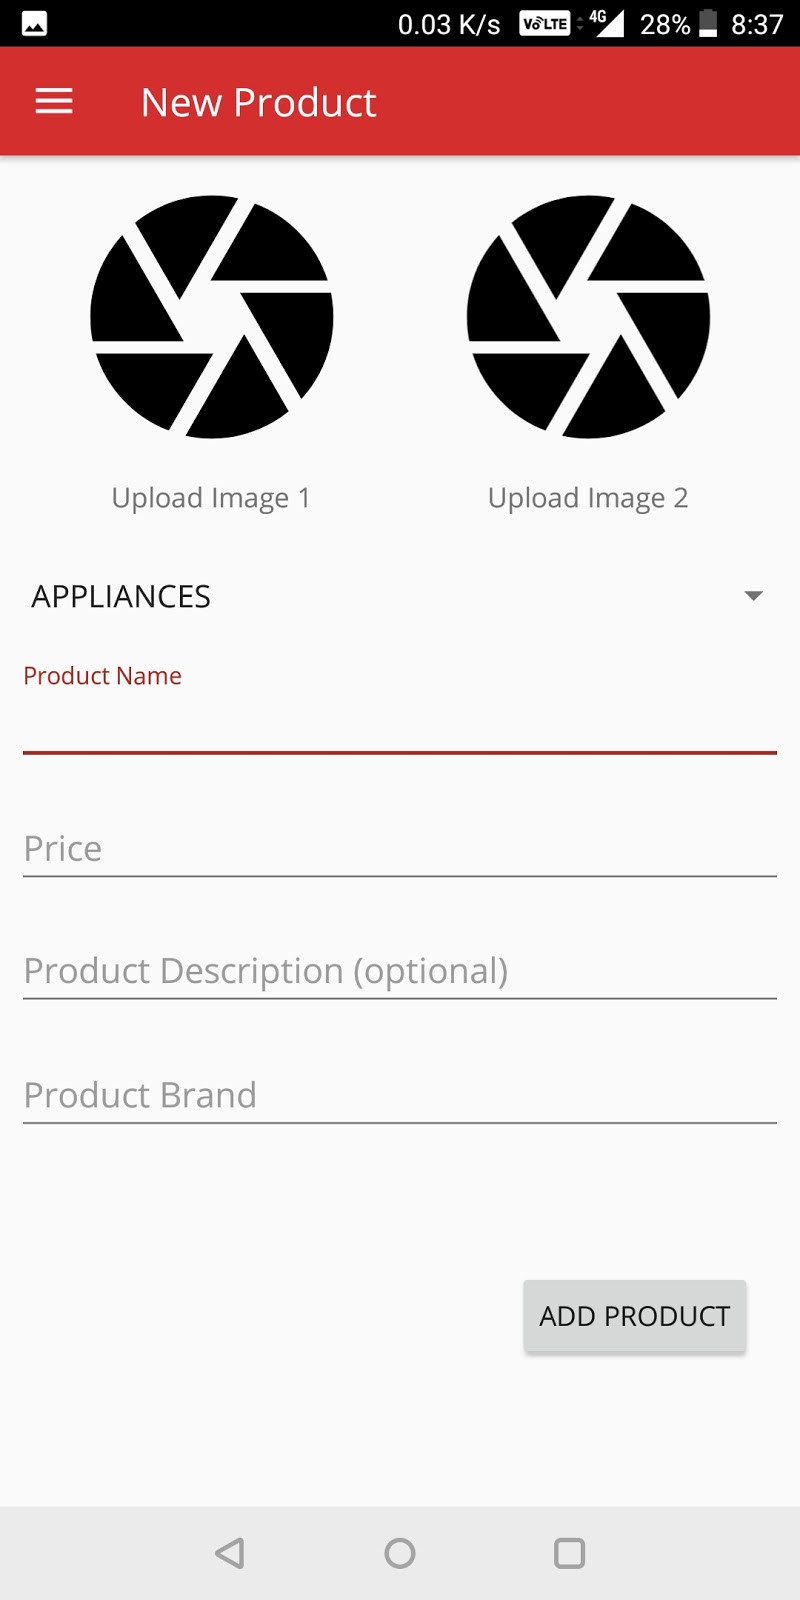 0.03 K/s VoLTE 4G 28% 8:37
New Product
Upload Image 1 Upload Image 2
APPLIANCES
Product Name
Price
Product Description (optional)
Product Brand
ADD PRODUCT